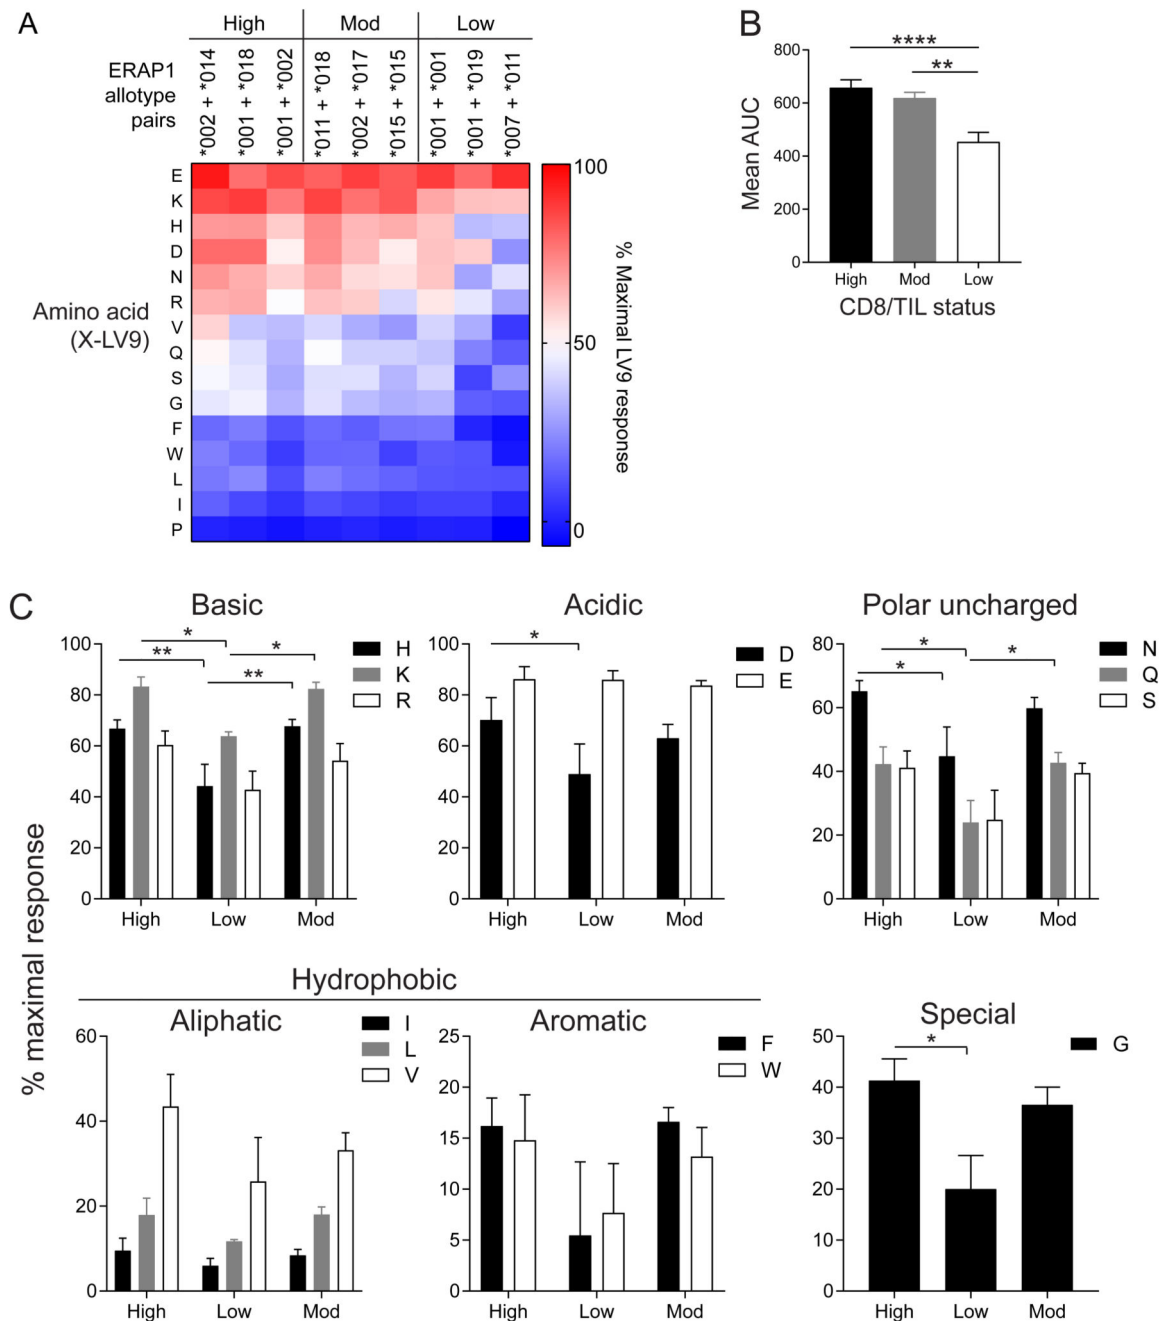 A
High Mod Low
ERAP1
allotype
pairs
*002 + *014
*001 + *018
*001 + *002
*011 + *018
*002 + *017
*015 + *015
*001 + *001
*001 + *019
*007 + *011
Amino acid
(X-LV9)
E
K
H
D
N
R
V
Q
S
G
F
W
L
I
P
100
50
0
% Maximal LV9 response
B
****
**
Mean AUC
800
600
400
200
0
High Mod Low
CD8/TIL status
C
% maximal response
Basic
* *
** **
H
K
R
100
80
60
40
20
0
High Low Mod
Acidic
*
D
E
100
80
60
40
20
0
High Low Mod
Polar uncharged
* *
*
N
Q
S
80
60
40
20
0
High Low Mod
Hydrophobic
Aliphatic
I
L
V
60
40
20
0
High Low Mod
Aromatic
F
W
25
20
15
10
5
0
High Low Mod
Special
*
G
50
40
30
20
10
0
High Low Mod